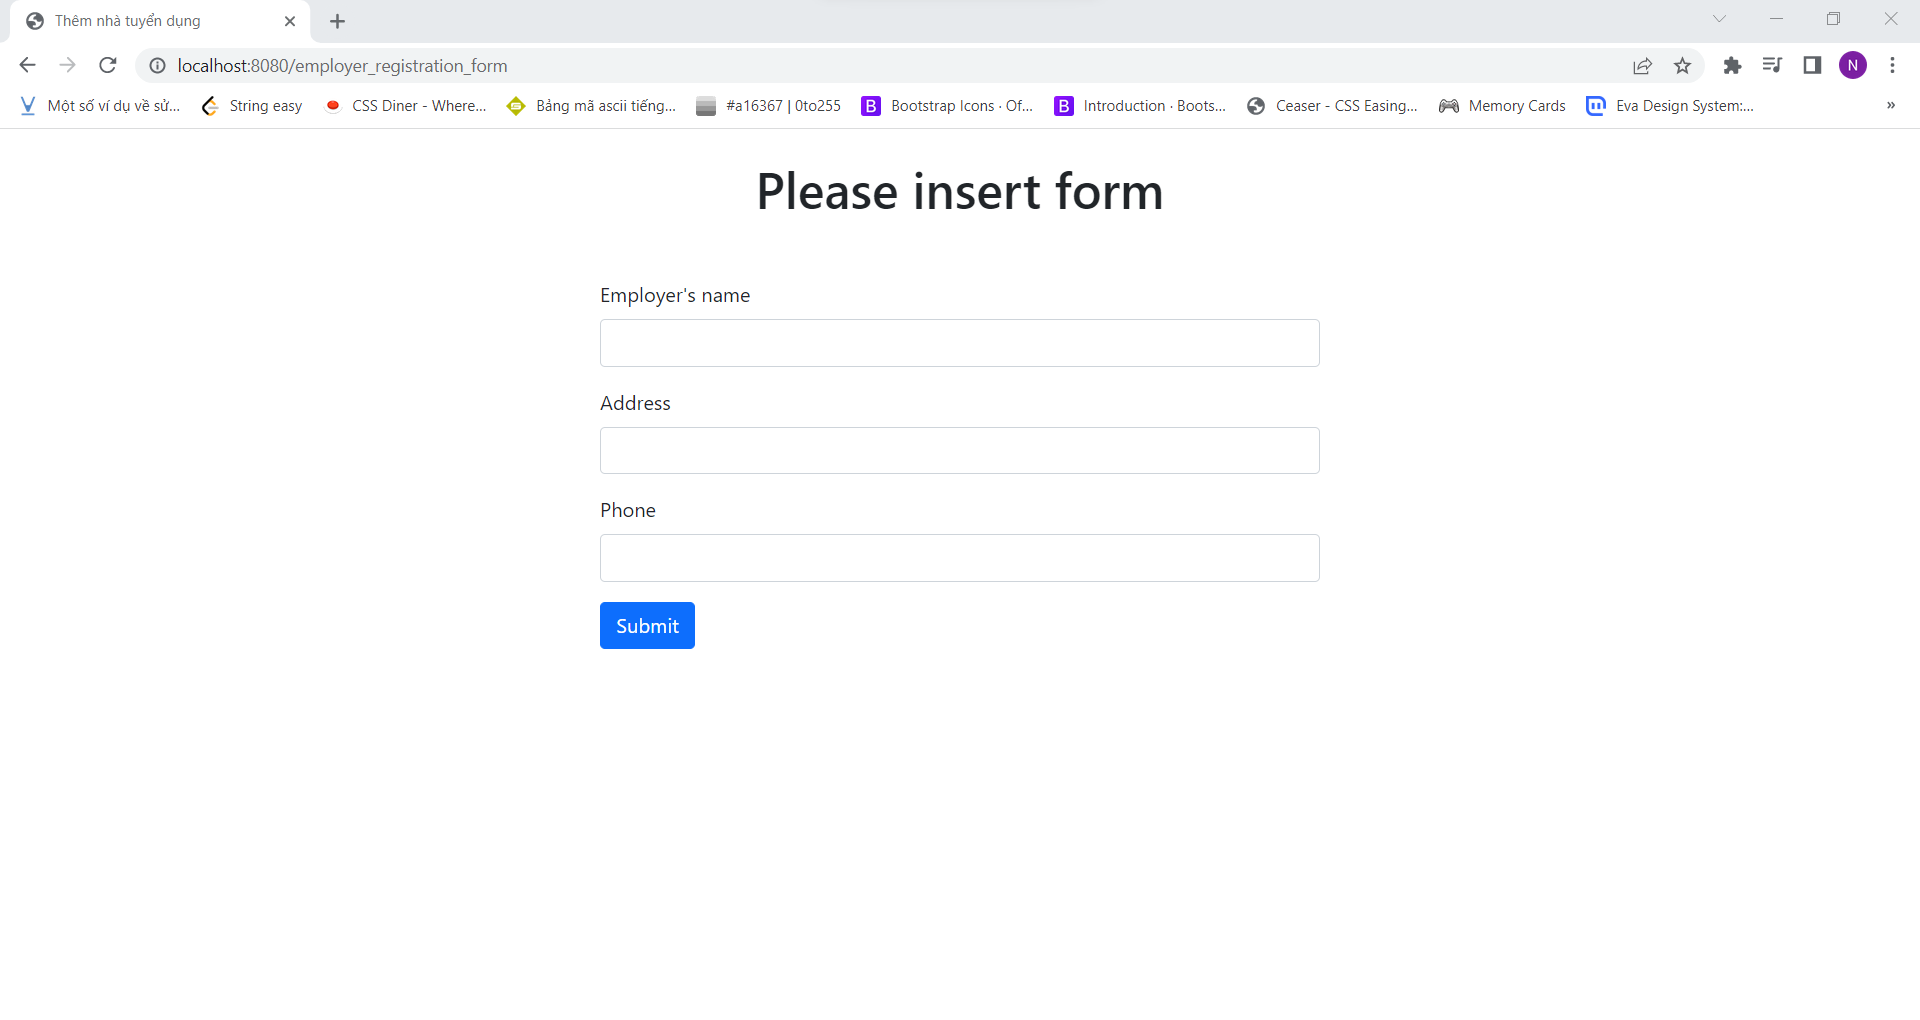 Thêm nhà tuyển dụng
localhost:8080/employer_registration_form
N
Một số ví dụ về sử...
String easy
CSS Diner - Where...
Bảng mã ascii tiếng...
#a16367 | 0to255
Bootstrap Icons · Of...
Introduction · Boots...
Ceaser - CSS Easing...
Memory Cards
Eva Design System:...
Please insert form
Employer's name
Address
Phone
Submit